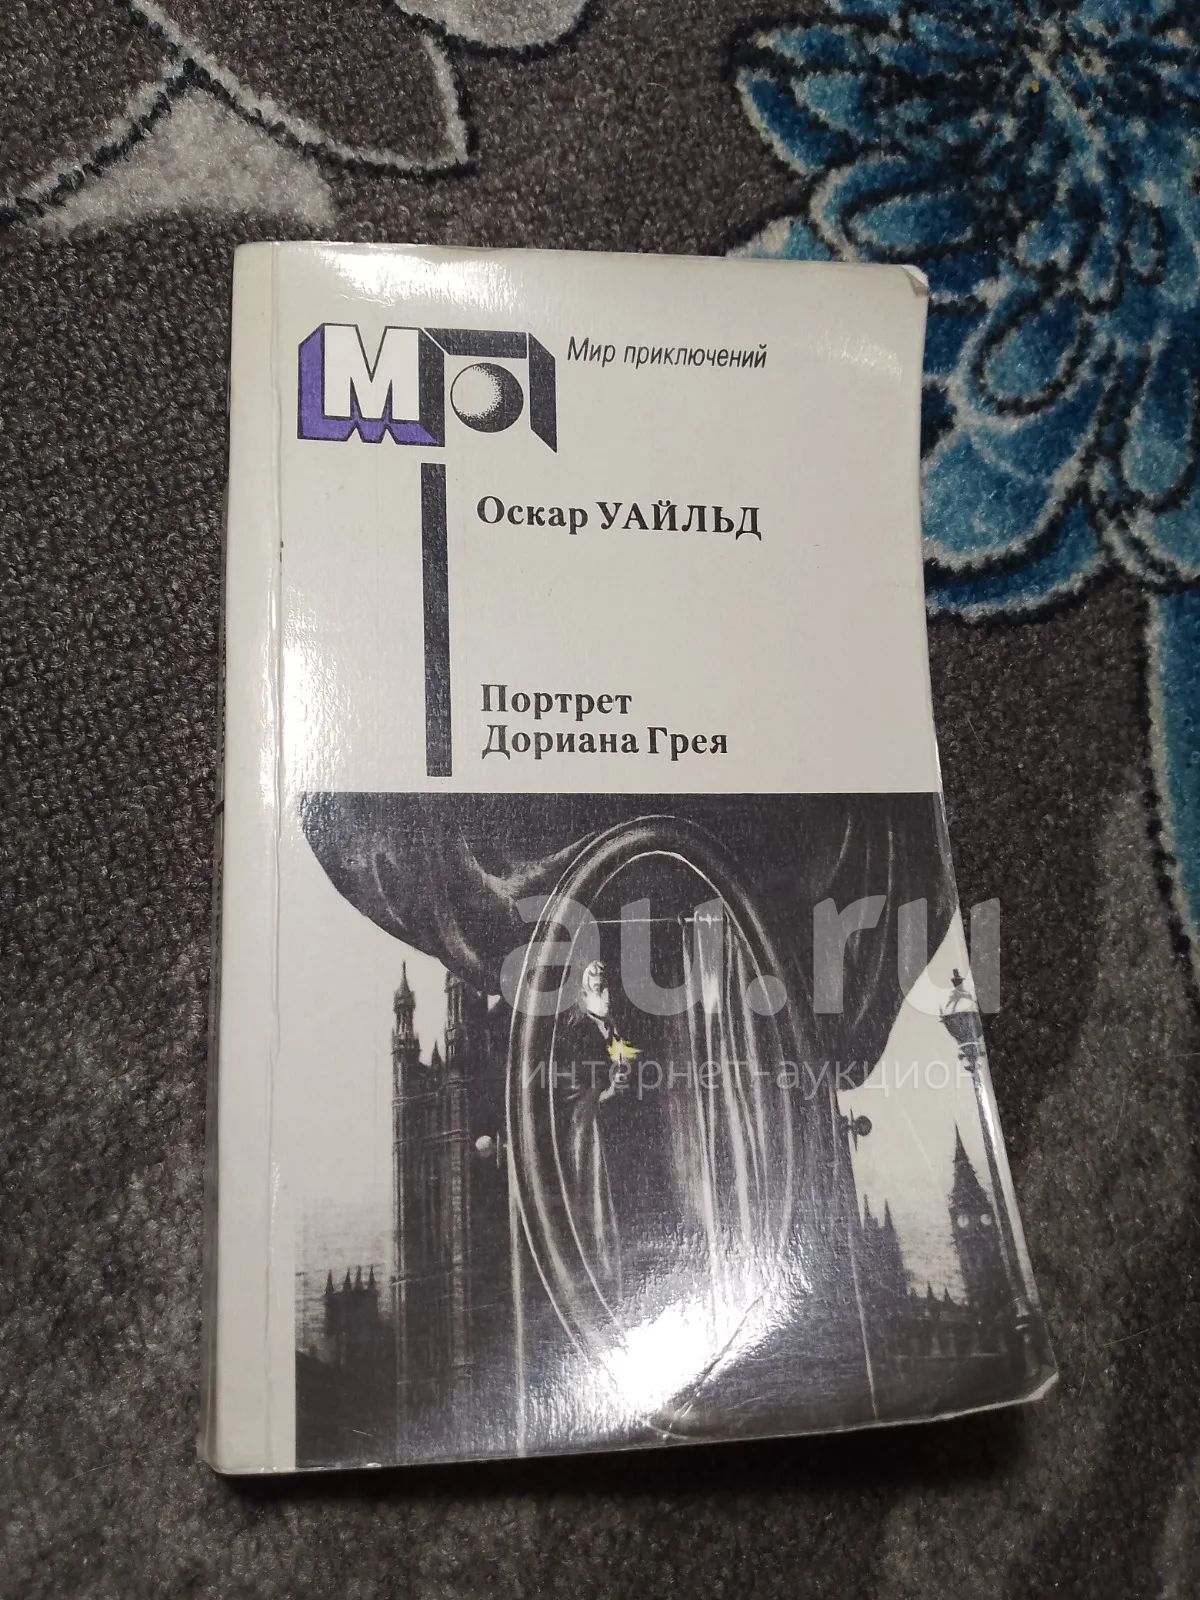 М
Мир приключений
Оскар УАЙЛЬД
Портрет
Дориана Грея
au.ru
интернет-аукцион